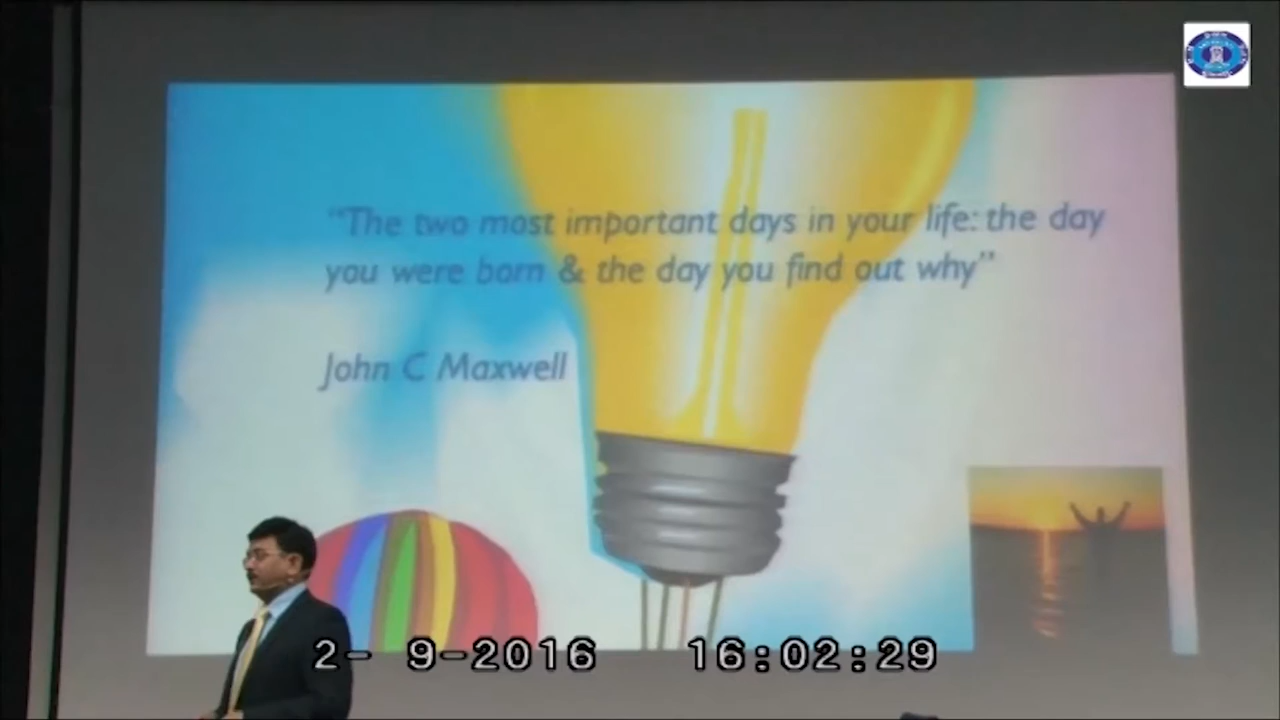 "The two most important days in your life: the day
you were born & the day you find out why"
John C Maxwell
2- 9-2016 16:02:29